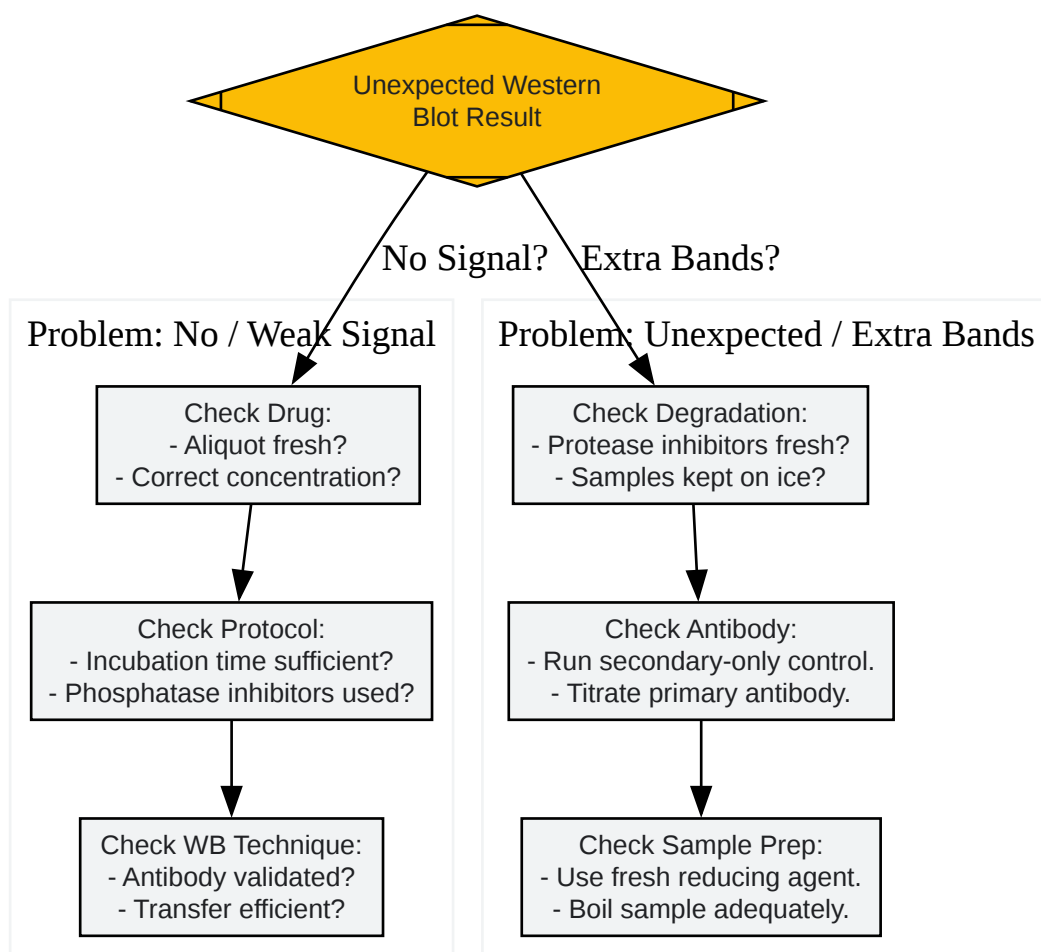 Unexpected Western
Blot Result
No Signal?
Extra Bands?
Problem: No / Weak Signal
Check Drug:
- Aliquot fresh?
- Correct concentration?
Check Protocol:
- Incubation time sufficient?
- Phosphatase inhibitors used?
Check WB Technique:
- Antibody validated?
- Transfer efficient?
Problem: Unexpected / Extra Bands
Check Degradation:
- Protease inhibitors fresh?
- Samples kept on ice?
Check Antibody:
- Run secondary-only control.
- Titrate primary antibody.
Check Sample Prep:
- Use fresh reducing agent.
- Boil sample adequately.